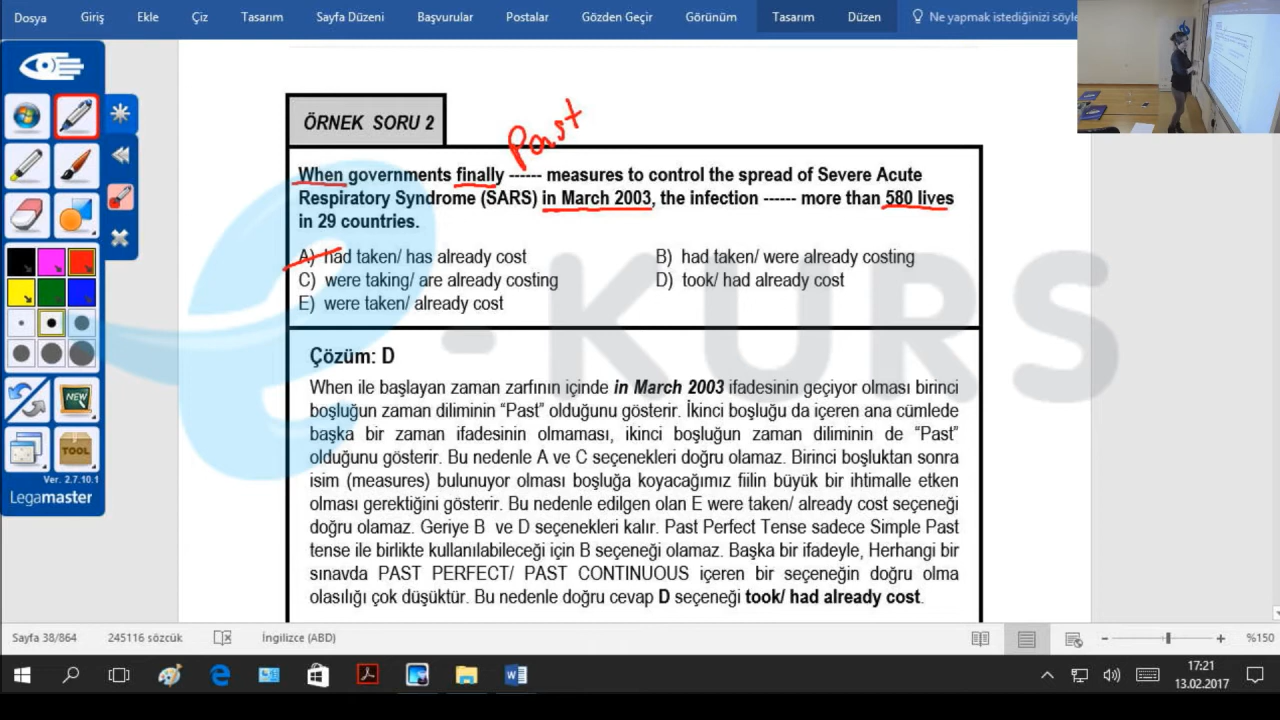 Dosya Giriş Ekle Çiz Tasarım Sayfa Düzeni Başvurular Postalar Gözden Geçir Görünüm Tasarım Düzen Ne yapmak istediğinizi söyle
ÖRNEK SORU 2
Past
When governments finally ------ measures to control the spread of Severe Acute
Respiratory Syndrome (SARS) in March 2003, the infection ------ more than 580 lives
in 29 countries.
A) had taken/ has already cost B) had taken/ were already costing
C) were taking/ are already costing D) took/ had already cost
E) were taken/ already cost
e-KURS
Çözüm: D
When ile başlayan zaman zarfının içinde in March 2003 ifadesinin geçiyor olması birinci
boşluğun zaman diliminin “Past” olduğunu gösterir. İkinci boşluğu da içeren ana cümlede
başka bir zaman ifadesinin olmaması, ikinci boşluğun zaman diliminin de “Past”
olduğunu gösterir. Bu nedenle A ve C seçenekleri doğru olamaz. Birinci boşluktan sonra
isim (measures) bulunuyor olması boşluğa koyacağımız fiilin büyük bir ihtimalle etken
olması gerektiğini gösterir. Bu nedenle edilgen olan E were taken/ already cost seçeneği
doğru olamaz. Geriye B ve D seçenekleri kalır. Past Perfect Tense sadece Simple Past
tense ile birlikte kullanılabileceği için B seçeneği olamaz. Başka bir ifadeyle, Herhangi bir
sınavda PAST PERFECT/ PAST CONTINUOUS içeren bir seçeneğin doğru olma
olasılığı çok düşüktür. Bu nedenle doğru cevap D seçeneği took/ had already cost.
NEW
TOOL
Ver. 2.7.10.1
Legamaster
Sayfa 38/864 245116 sözcük İngilizce (ABD) %150
17:21
13.02.2017